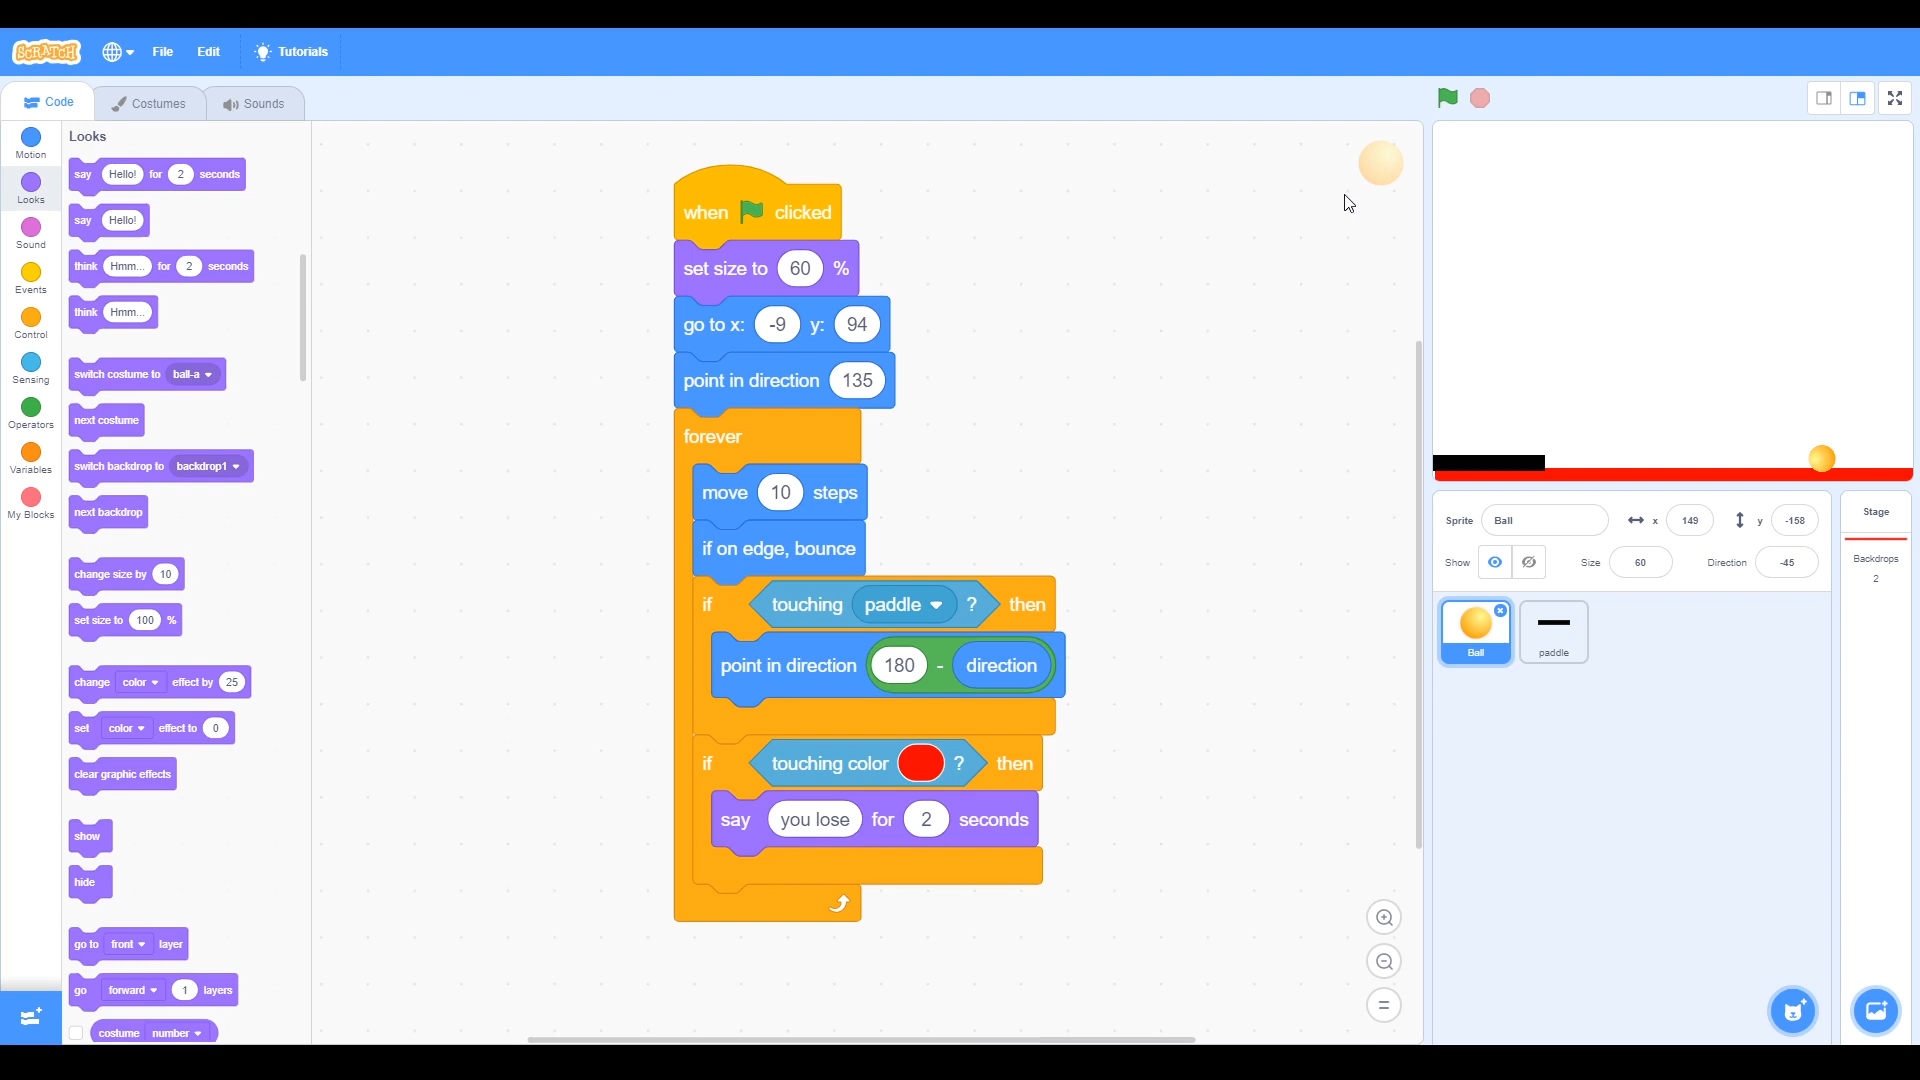 SCRATCH File Edit Tutorials
Code Costumes Sounds
Motion
Looks
Sound
Events
Control
Sensing
Operators
Variables
My Blocks
Looks
say Hello! for 2 seconds
say Hello!
think Hmm... for 2 seconds
think Hmm...
switch costume to ball-a
next costume
switch backdrop to backdrop1
next backdrop
change size by 10
set size to 100 %
change color effect by 25
set color effect to 0
clear graphic effects
show
hide
go to front layer
go forward 1 layers
costume number
when clicked
set size to 60 %
go to x: -9 y: 94
point in direction 135
forever
move 10 steps
if on edge, bounce
if touching paddle ? then
point in direction 180 - direction
if touching color ? then
say you lose for 2 seconds
Sprite Ball x 149 y -158
Show Size 60 Direction -45
Ball
paddle
Stage
Backdrops
2